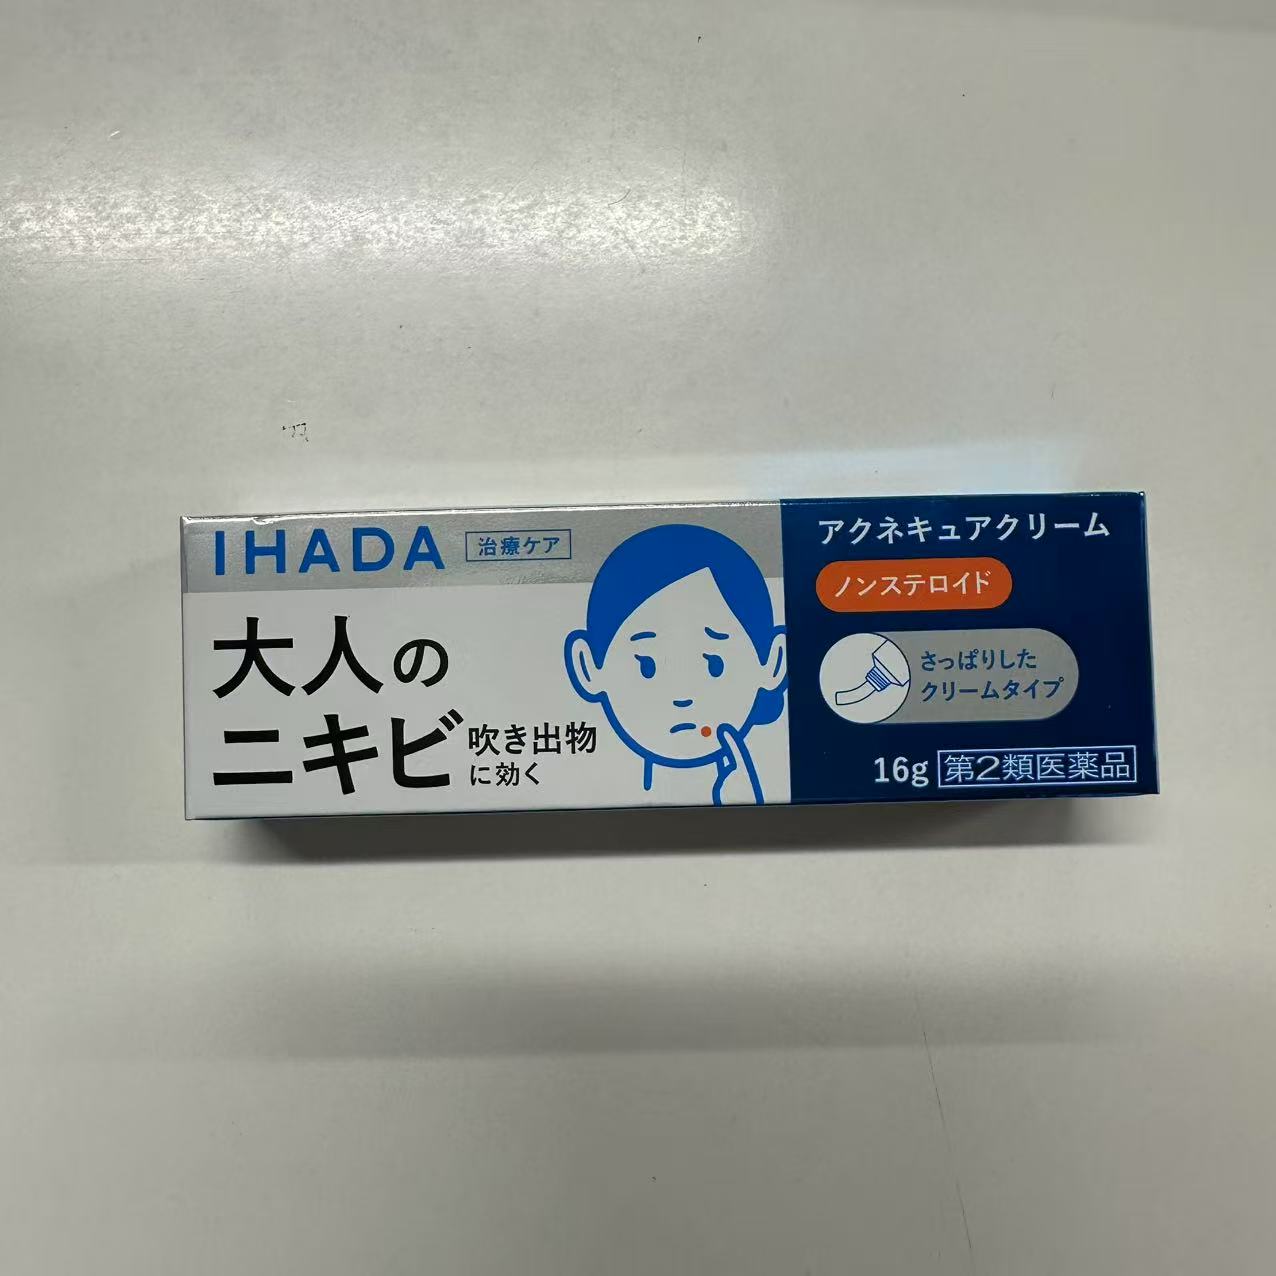 IHADA 治療ケア
大人の
ニキビ 吹き出物
に効く
アクネキュアクリーム
ノンステロイド
さっぱりした
クリームタイプ
16g 第2類医薬品